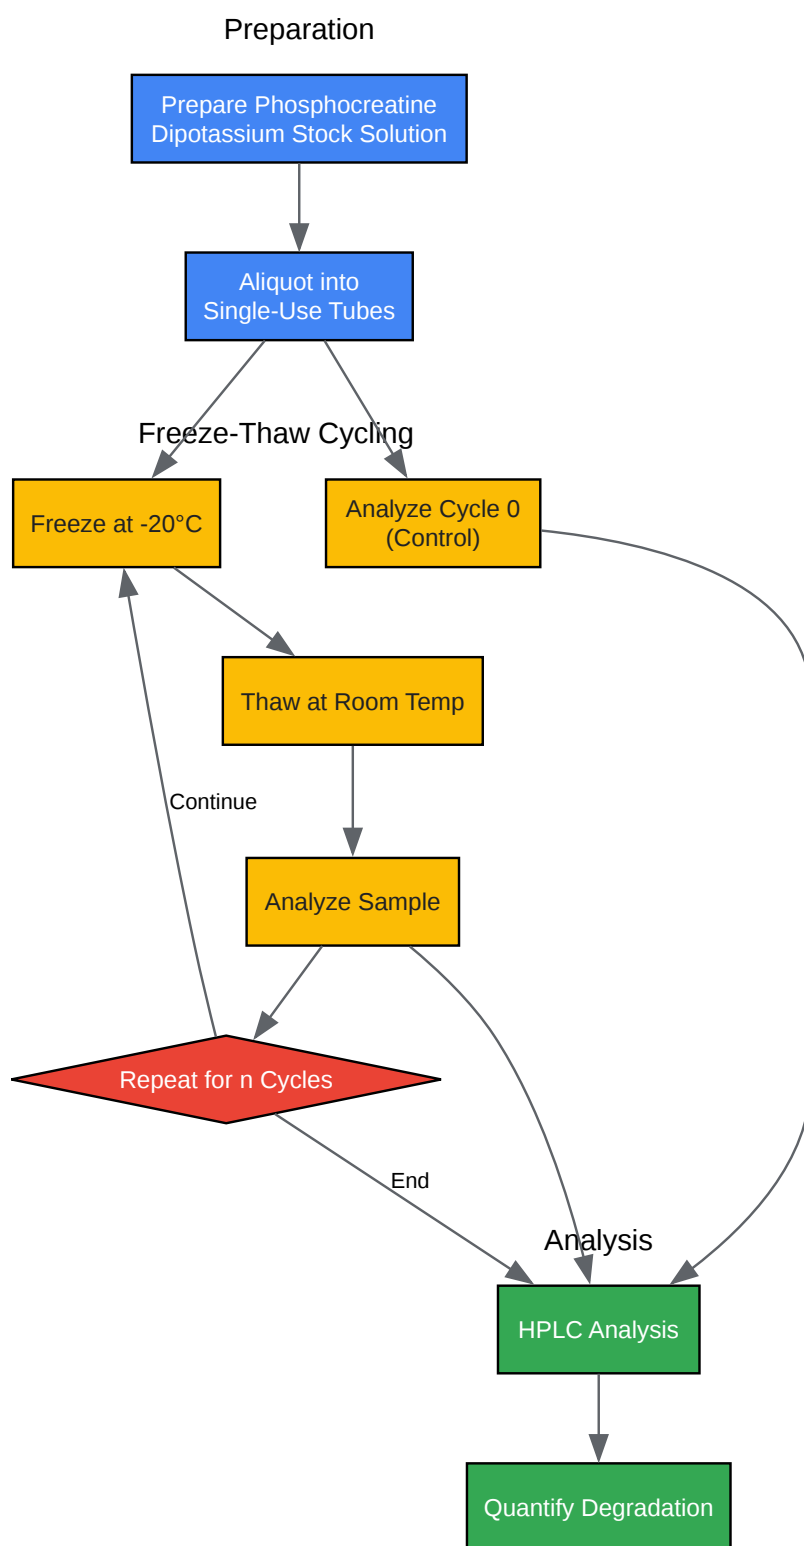 Preparation
Prepare Phosphocreatine
Dipotassium Stock Solution
Aliquot into
Single-Use Tubes
Freeze-Thaw Cycling
Freeze at -20°C
Analyze Cycle 0
(Control)
Thaw at Room Temp
Continue
Analyze Sample
Repeat for n Cycles
End
Analysis
HPLC Analysis
Quantify Degradation